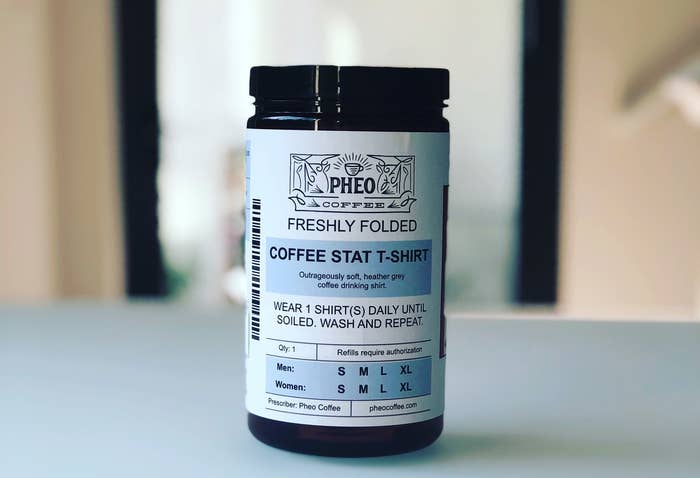 PHEO
COFFEE
FRESHLY FOLDED
COFFEE STAT T-SHIRT
Outrageously soft, heather grey
coffee drinking shirt.
WEAR 1 SHIRT(S) DAILY UNTIL
SOILED. WASH AND REPEAT.
Qty: 1 Refills require authorization
Men: S M L XL
Women: S M L XL
Prescriber: Pheo Coffee pheocoffee.com